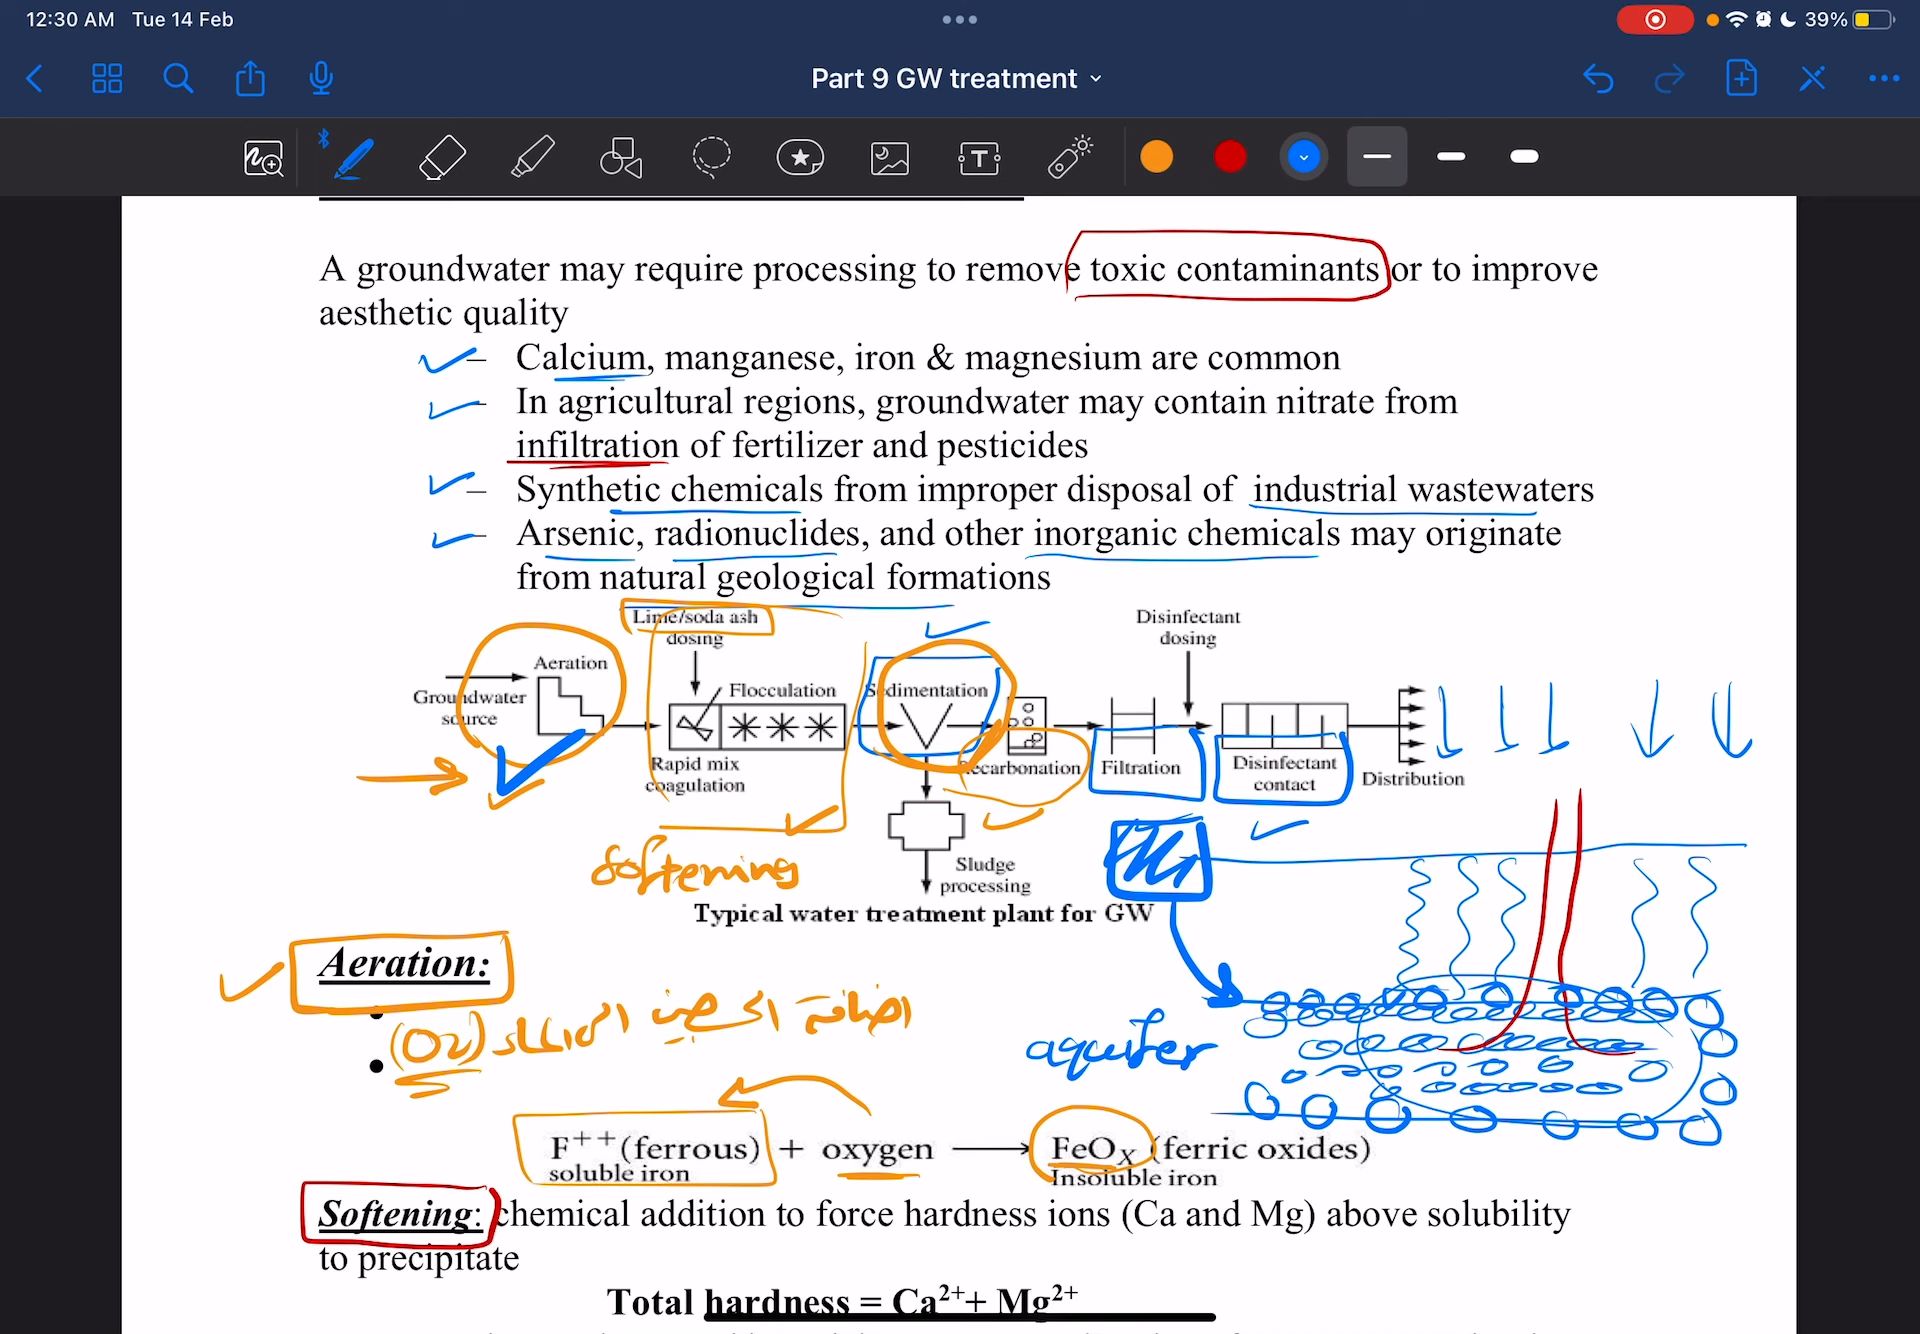 12:30 AM Tue 14 Feb
39%
Part 9 GW treatment
T
A groundwater may require processing to remove toxic contaminants or to improve
aesthetic quality
– Calcium, manganese, iron & magnesium are common
– In agricultural regions, groundwater may contain nitrate from
infiltration of fertilizer and pesticides
– Synthetic chemicals from improper disposal of industrial wastewaters
– Arsenic, radionuclides, and other inorganic chemicals may originate
from natural geological formations
Lime/soda ash
dosing
Disinfectant
dosing
Aeration
Groundwater
source
Flocculation
Sedimentation
Rapid mix
coagulation
Recarbonation
Filtration
Disinfectant
contact
Distribution
softening
Sludge
processing
Typical water treatment plant for GW
Aeration:
اضافة
(O2)
aquifer
F++(ferrous) + oxygen → FeOX (ferric oxides)
soluble iron
Insoluble iron
Softening: chemical addition to force hardness ions (Ca and Mg) above solubility
to precipitate
Total hardness = Ca2++ Mg2+